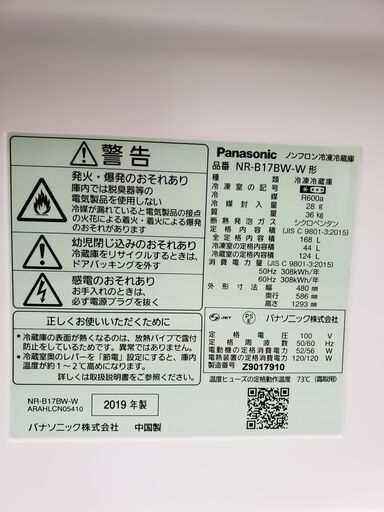 警告
発火・爆発のおそれあり
庫内では脱臭器等の
電気製品を使用しない
冷媒が漏れていると電気製品の接点
の火花による着火・着火のおそれあり
幼児閉じ込みのおそれあり
冷蔵庫をリサイクルするときは、
ドアパッキングを外す
感電のおそれあり
お手入れのときは、
必ず電源プラグを抜く
正しくお使いいただくために
・冷蔵庫の表面が熱くなるのは、放熱パイプで露付き
を防止しているためです。異常ではありません。
・冷蔵室奥のレバーを「節電」設定にすると、庫内
温度が約1~2℃高めになります。
詳しくは取扱説明書をご覧ください。
NR-B17BW-W
ARAHLCN05410
2019年製
パナソニック株式会社 中国製
Panasonic ノンフロン冷凍冷蔵庫
品番 NR-B17BW-W 形
種類 冷凍冷蔵庫
冷凍室の記号
冷媒 R600a
冷媒封入量 28 g
質量 36 kg
断熱発泡ガス シクロペンタン
定格内容積 (JIS C 9801-3:2015)
全定格内容積 168 L
冷凍室の定格内容積 44 L
冷蔵室の定格内容積 124 L
消費電力量 (JIS C 9801-3:2015)
50Hz 308kWh/年
60Hz 308kWh/年
外形寸法 幅 480 mm
奥行 586 mm
高さ 1293 mm
JET PSE パナソニック株式会社
定格電圧 100 V
定格周波数 50/60 Hz
電動機の定格消費電力 52/56 W
電熱装置の定格消費電力 120/120 W
製造番号 Z9017910
温度ヒューズの定格動作温度 73℃ (霜取用)